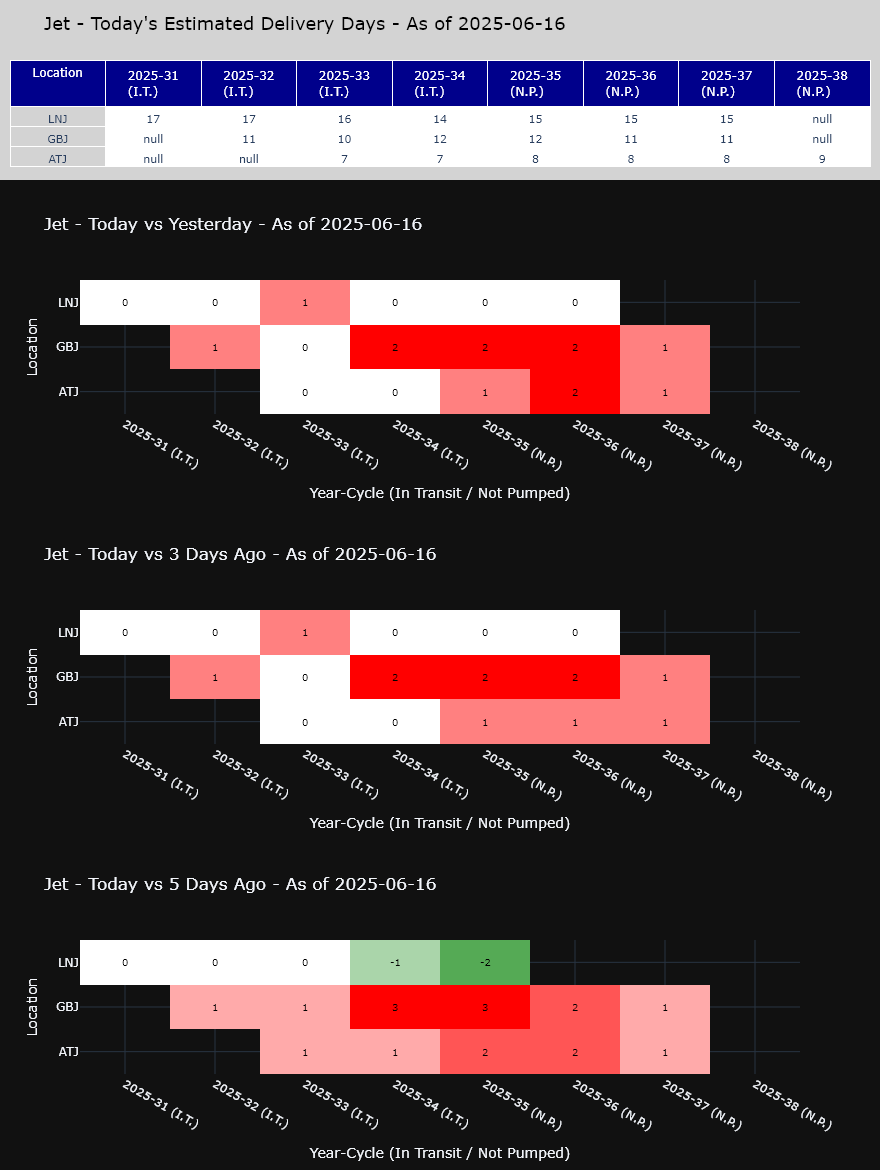 Jet - Today's Estimated Delivery Days - As of 2025-06-16
Location 2025-31 (I.T.) 2025-32 (I.T.) 2025-33 (I.T.) 2025-34 (I.T.) 2025-35 (N.P.) 2025-36 (N.P.) 2025-37 (N.P.) 2025-38 (N.P.)
LNJ 17 17 16 14 15 15 15 null
GBJ null 11 10 12 12 11 11 null
ATJ null null 7 7 8 8 8 9
Jet - Today vs Yesterday - As of 2025-06-16
Location
LNJ 0 0 1 0 0 0
GBJ 1 0 2 2 2 1
ATJ 0 0 1 2 1
2025-31 (I.T.) 2025-32 (I.T.) 2025-33 (I.T.) 2025-34 (I.T.) 2025-35 (N.P.) 2025-36 (N.P.) 2025-37 (N.P.) 2025-38 (N.P.)
Year-Cycle (In Transit / Not Pumped)
Jet - Today vs 3 Days Ago - As of 2025-06-16
Location
LNJ 0 0 1 0 0 0
GBJ 1 0 2 2 2 1
ATJ 0 0 1 1 1
2025-31 (I.T.) 2025-32 (I.T.) 2025-33 (I.T.) 2025-34 (I.T.) 2025-35 (N.P.) 2025-36 (N.P.) 2025-37 (N.P.) 2025-38 (N.P.)
Year-Cycle (In Transit / Not Pumped)
Jet - Today vs 5 Days Ago - As of 2025-06-16
Location
LNJ 0 0 0 -1 -2
GBJ 1 1 3 3 2 1
ATJ 1 1 2 2 1
2025-31 (I.T.) 2025-32 (I.T.) 2025-33 (I.T.) 2025-34 (I.T.) 2025-35 (N.P.) 2025-36 (N.P.) 2025-37 (N.P.) 2025-38 (N.P.)
Year-Cycle (In Transit / Not Pumped)